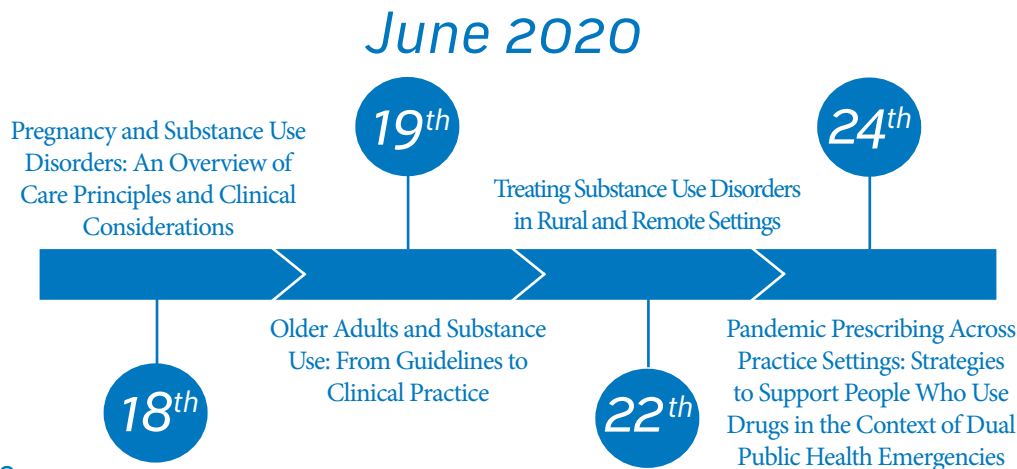 June 2020
18th
Pregnancy and Substance Use
Disorders: An Overview of
Care Principles and Clinical
Considerations
19th
Older Adults and Substance
Use: From Guidelines to
Clinical Practice
22th
Treating Substance Use Disorders
in Rural and Remote Settings
24th
Pandemic Prescribing Across
Practice Settings: Strategies
to Support People Who Use
Drugs in the Context of Dual
Public Health Emergencies